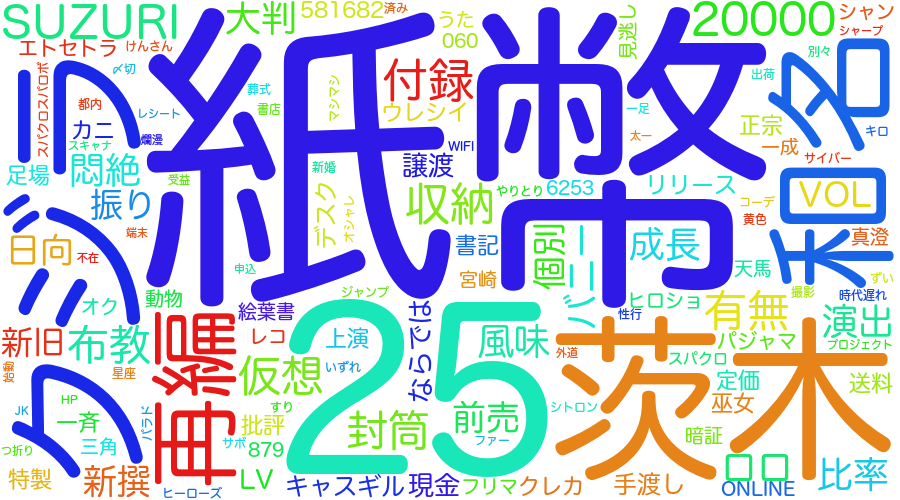 SUZURI
大判
581682
済み
うた
060
見逃し
20000
シャン
シャープ
エトセトラ
けんさん
紙幣
付録
別々
名和
〆切
葬式
書店
マシマシ
ウレシイ
一足
太一
出荷
正宗
キロ
スパクロスパロボ
都内
レシート
カニ
爛漫
スキャナ
WIFI
一成
サイバー
足場
悶絶
受益
新婚
譲渡
やりとり
6253
リリース
VOL
コーデ
黄色
振り
デスク
オシャレ
収納
ワラジ
日向
端末
不在
書記
個別
バニー
成長
真澄
申込
宮崎
天馬
ずい
オク
動物
絵葉書
ジャンプ
ならでは
ヒロショ
性行
撮影
時代遅れ
新旧
布教
再編
レコ
上演
25
風味
茨木
有無
パジャマ
演出
プロジェクト
始動
星座
仮想
いずれ
外道
スパクロ
定価
送料
JK
HP
一斉
パラド
すり
批評
封筒
前売
シトロン
巫女
つ折り
三角
サボ
879
ファー
暗証
特製
新撰
ヒーローズ
LV
キャスギル
現金
フリマ
クレカ
手渡し
ONLINE
比率